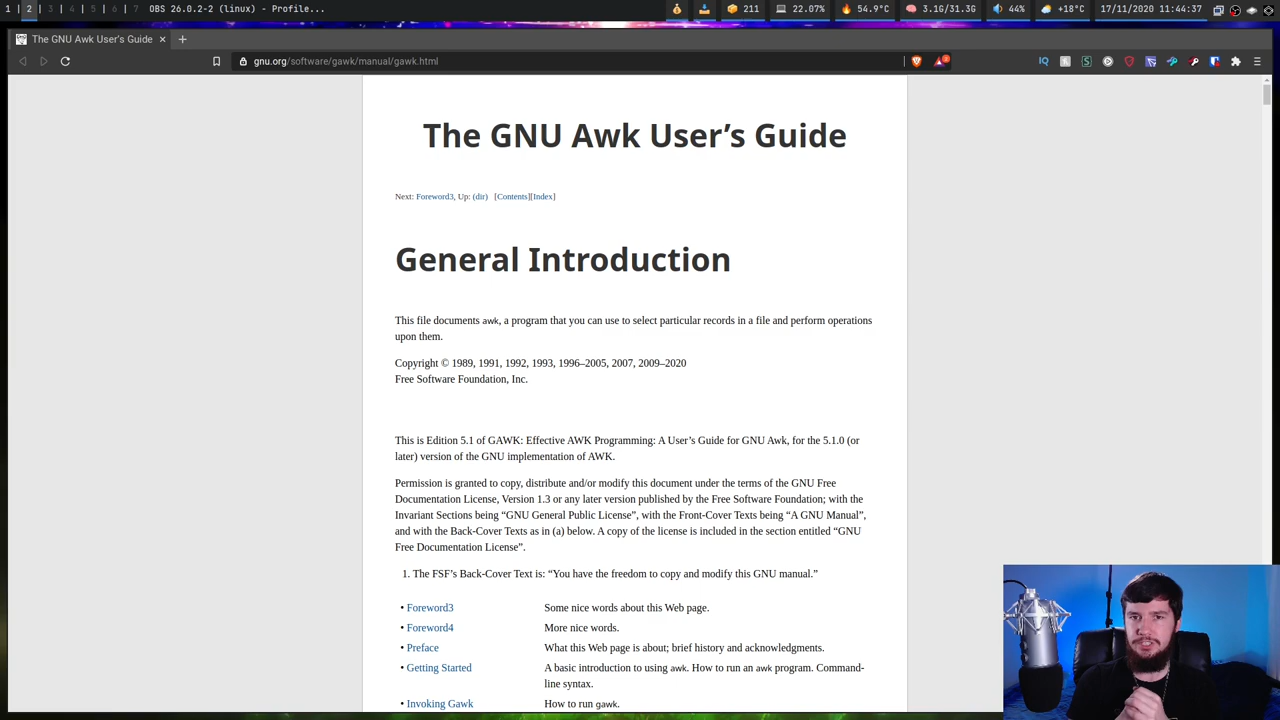 1 | 2 | 3 | 4 | 5 | 6 | 7 OBS 26.0.2-2 (linux) - Profile...
21% 66% 3.16/31.36 44% +18°C 17/11/2020
The GNU Awk User's Guide
gnu.org/software/gawk/manual/gawk.html
The GNU Awk User’s Guide
Next: Foreword3, Up: (dir) [Contents][Index]
General Introduction
This file documents awk, a program that you can use to select particular records in a file and perform operations
upon them.
Copyright © 1989, 1991, 1992, 1993, 1996–2005, 2007, 2009–2020
Free Software Foundation, Inc.
This is Edition 5.1 of GAWK: Effective AWK Programming: A User’s Guide for GNU Awk, for the 5.1.0 (or
later) version of the GNU implementation of AWK.
Permission is granted to copy, distribute and/or modify this document under the terms of the GNU Free
Documentation License, Version 1.3 or any later version published by the Free Software Foundation; with the
Invariant Sections being “GNU General Public License”, with the Front-Cover Texts being “A GNU Manual”,
and with the Back-Cover Texts as in (a) below. A copy of the license is included in the section entitled “GNU
Free Documentation License”.
1. The FSF’s Back-Cover Text is: “You have the freedom to copy and modify this GNU manual.”
• Foreword3 Some nice words about this Web page.
• Foreword4 More nice words.
• Preface What this Web page is about; brief history and acknowledgments.
• Getting Started A basic introduction to using awk. How to run an awk program. Command-
line syntax.
• Invoking Gawk How to run gawk.